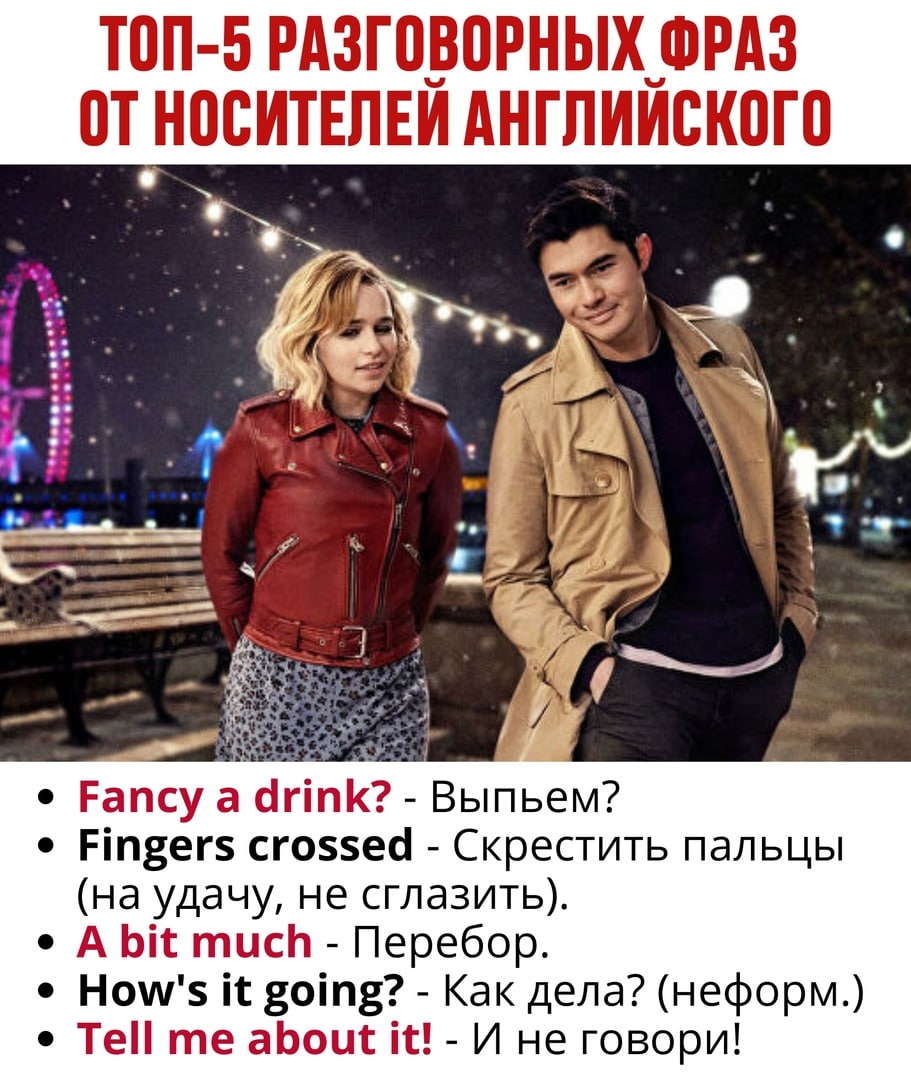 ТОП-5 РАЗГОВОРНЫХ ФРАЗ
ОТ НОСИТЕЛЕЙ АНГЛИЙСКОГО
• Fancy a drink? - Выпьем?
• Fingers crossed - Скрестить пальцы
(на удачу, не сглазить).
• A bit much - Перебор.
• How's it going? - Как дела? (неформ.)
• Tell me about it! - И не говори!